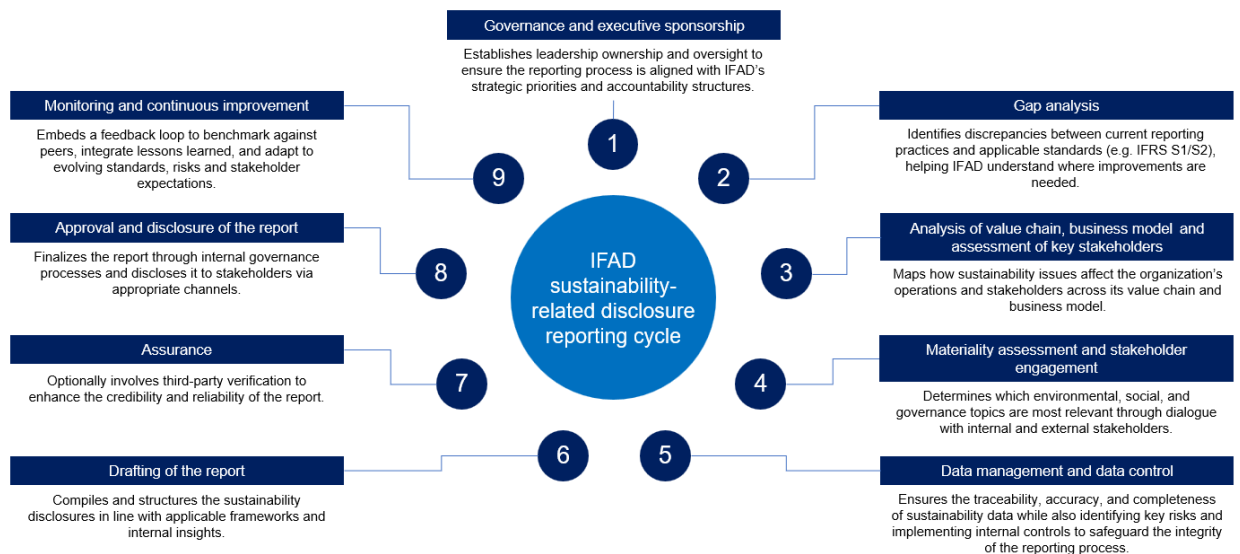 Governance and executive sponsorship
Establishes leadership ownership and oversight to
ensure the reporting process is aligned with IFAD's
strategic priorities and accountability structures.
1
Gap analysis
Identifies discrepancies between current reporting
practices and applicable standards (e.g. IFRS S1/S2),
helping IFAD understand where improvements are
needed.
2
Analysis of value chain, business model and
assessment of key stakeholders
Maps how sustainability issues affect the organization's
operations and stakeholders across its value chain and
business model.
3
Materiality assessment and stakeholder
engagement
Determines which environmental, social, and
governance topics are most relevant through dialogue
with internal and external stakeholders.
4
Data management and data control
Ensures the traceability, accuracy, and completeness
of sustainability data while also identifying key risks and
implementing internal controls to safeguard the integrity
of the reporting process.
5
Drafting of the report
Compiles and structures the sustainability
disclosures in line with applicable frameworks and
internal insights.
6
Assurance
Optionally involves third-party verification to
enhance the credibility and reliability of the report.
7
Approval and disclosure of the report
Finalizes the report through internal governance
processes and discloses it to stakeholders via
appropriate channels.
8
Monitoring and continuous improvement
Embeds a feedback loop to benchmark against
peers, integrate lessons learned, and adapt to
evolving standards, risks and stakeholder
expectations.
9
IFAD
sustainability-
related disclosure
reporting cycle